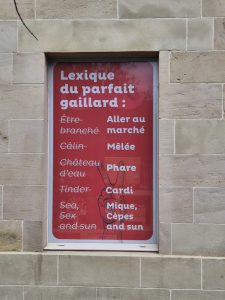 Lexique
du parfait
gaillard :
Être branché Aller au marché
Câlin Mêlée
Château d'eau Phare
Tinder Cardi
Sea, Sex and sun Mique, Cèpes and sun